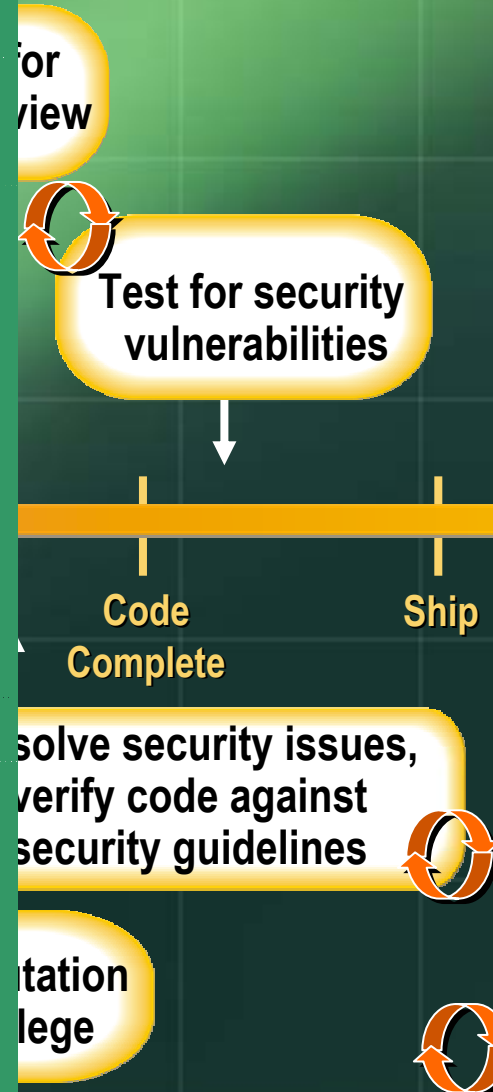 for
view
Test for security
vulnerabilities
Code
Complete
Ship
solve security issues,
verify code against
security guidelines
tation
lege